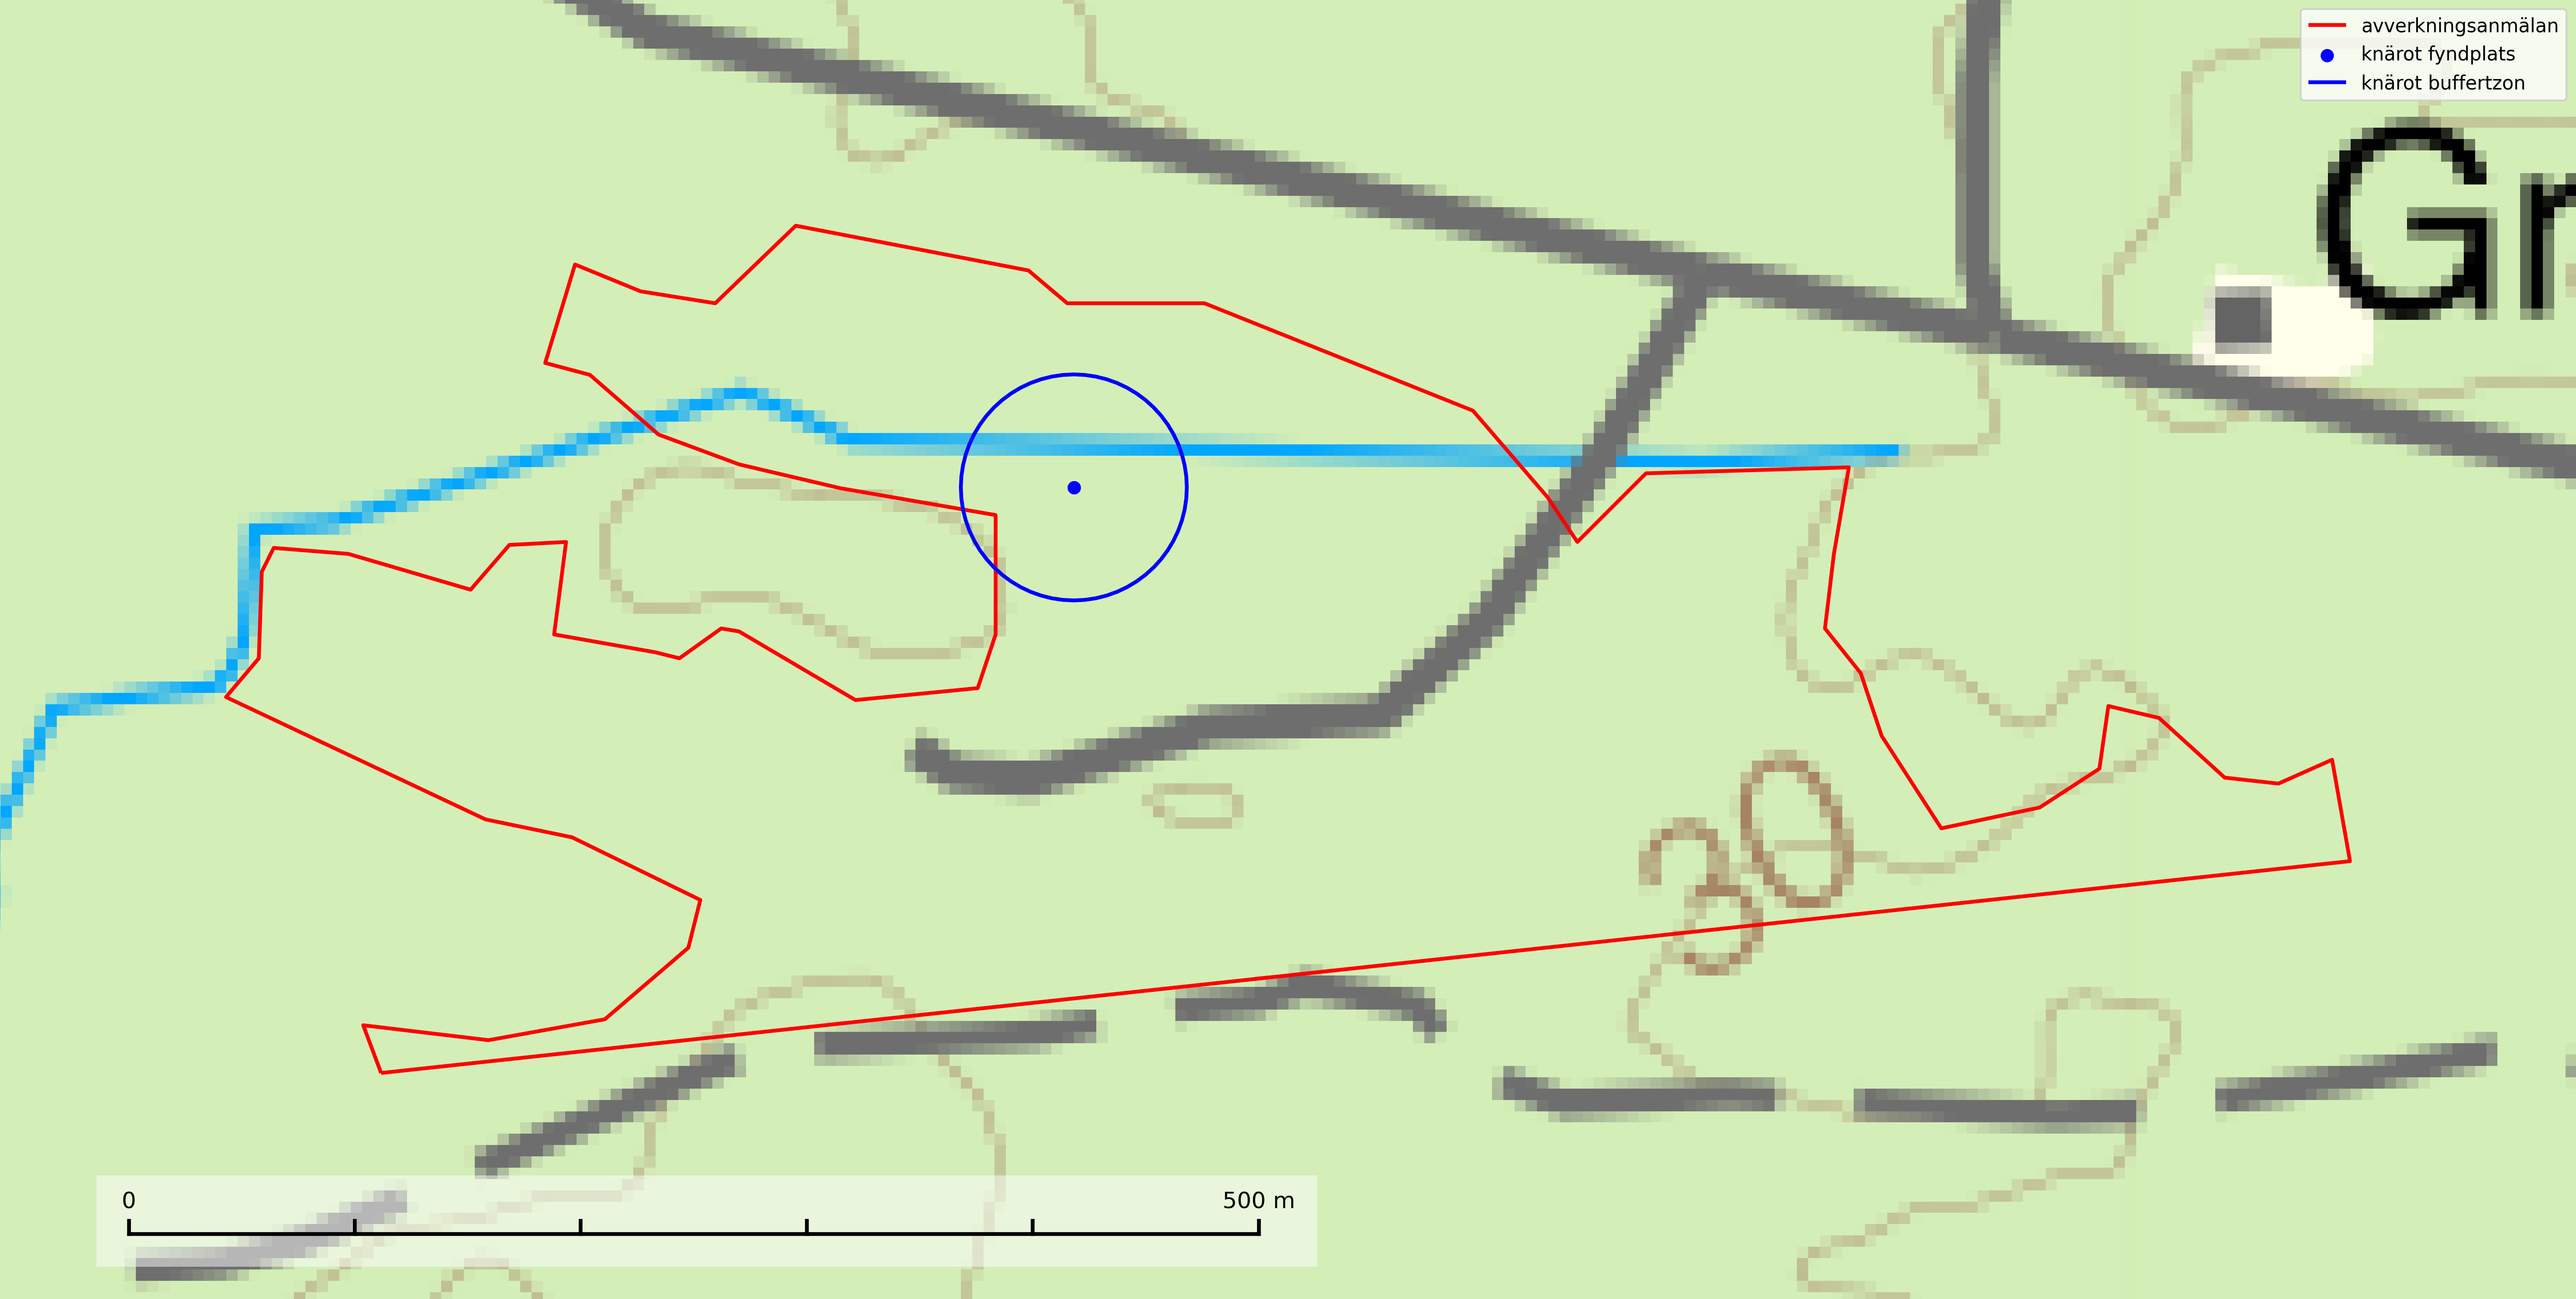 avverkningsanmälan
knärot fyndplats
knärot buffertzon
Gr
30
0 500 m